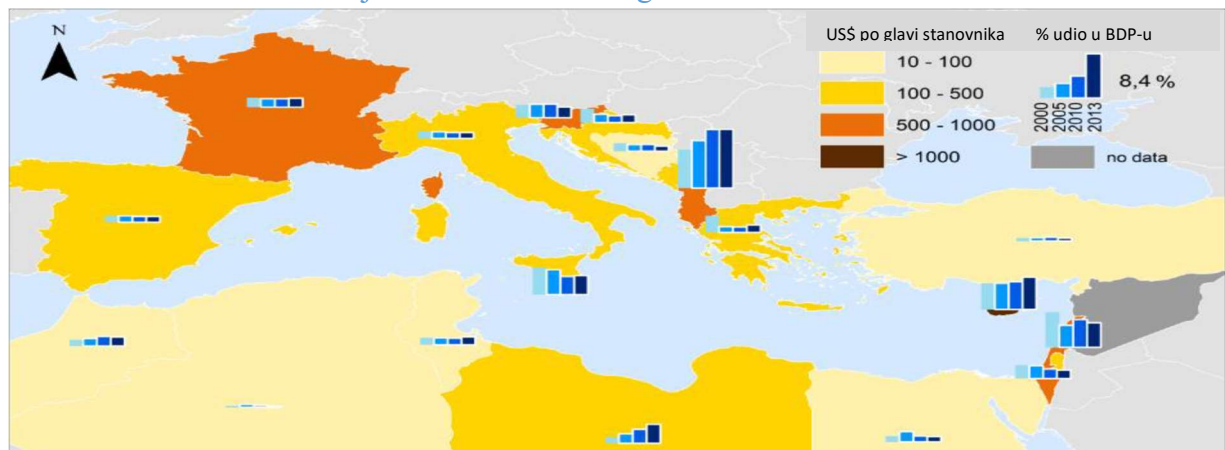 N
US$ po glavi stanovnika
% udio u BDP-u
10 - 100
100 - 500
500 - 1000
> 1000
8,4 %
2000
2005
2010
2013
no data